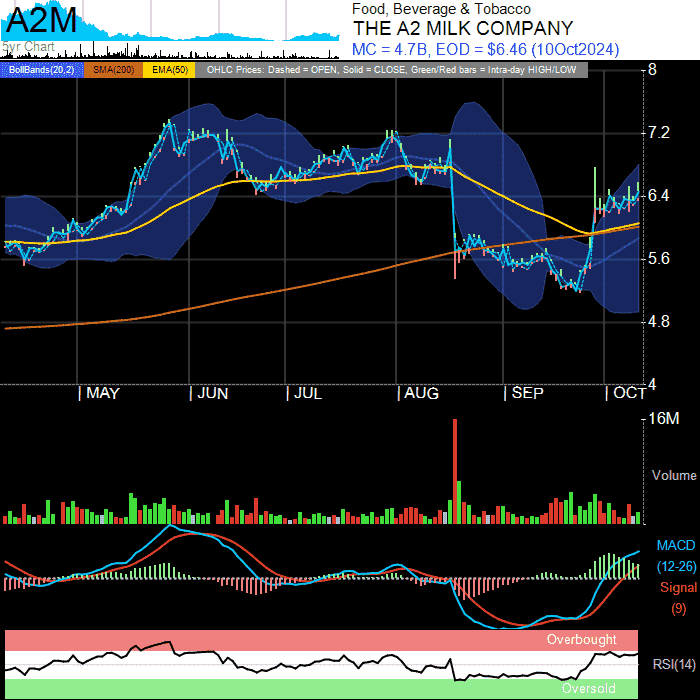 A2M
5yr Chart
Food, Beverage & Tobacco
THE A2 MILK COMPANY
MC = 4.7B, EOD = $6.46 (10Oct2024)
BollBands(20,2) SMA(200) EMA(50) OHLC Prices: Dashed = OPEN, Solid = CLOSE, Green/Red bars = Intra-day HIGH/LOW
8
7.2
6.4
5.6
4.8
4
| MAY | JUN | JUL | AUG | SEP | OCT
16M
Volume
MACD
(12-26)
Signal
(9)
Overbought
RSI(14)
Oversold